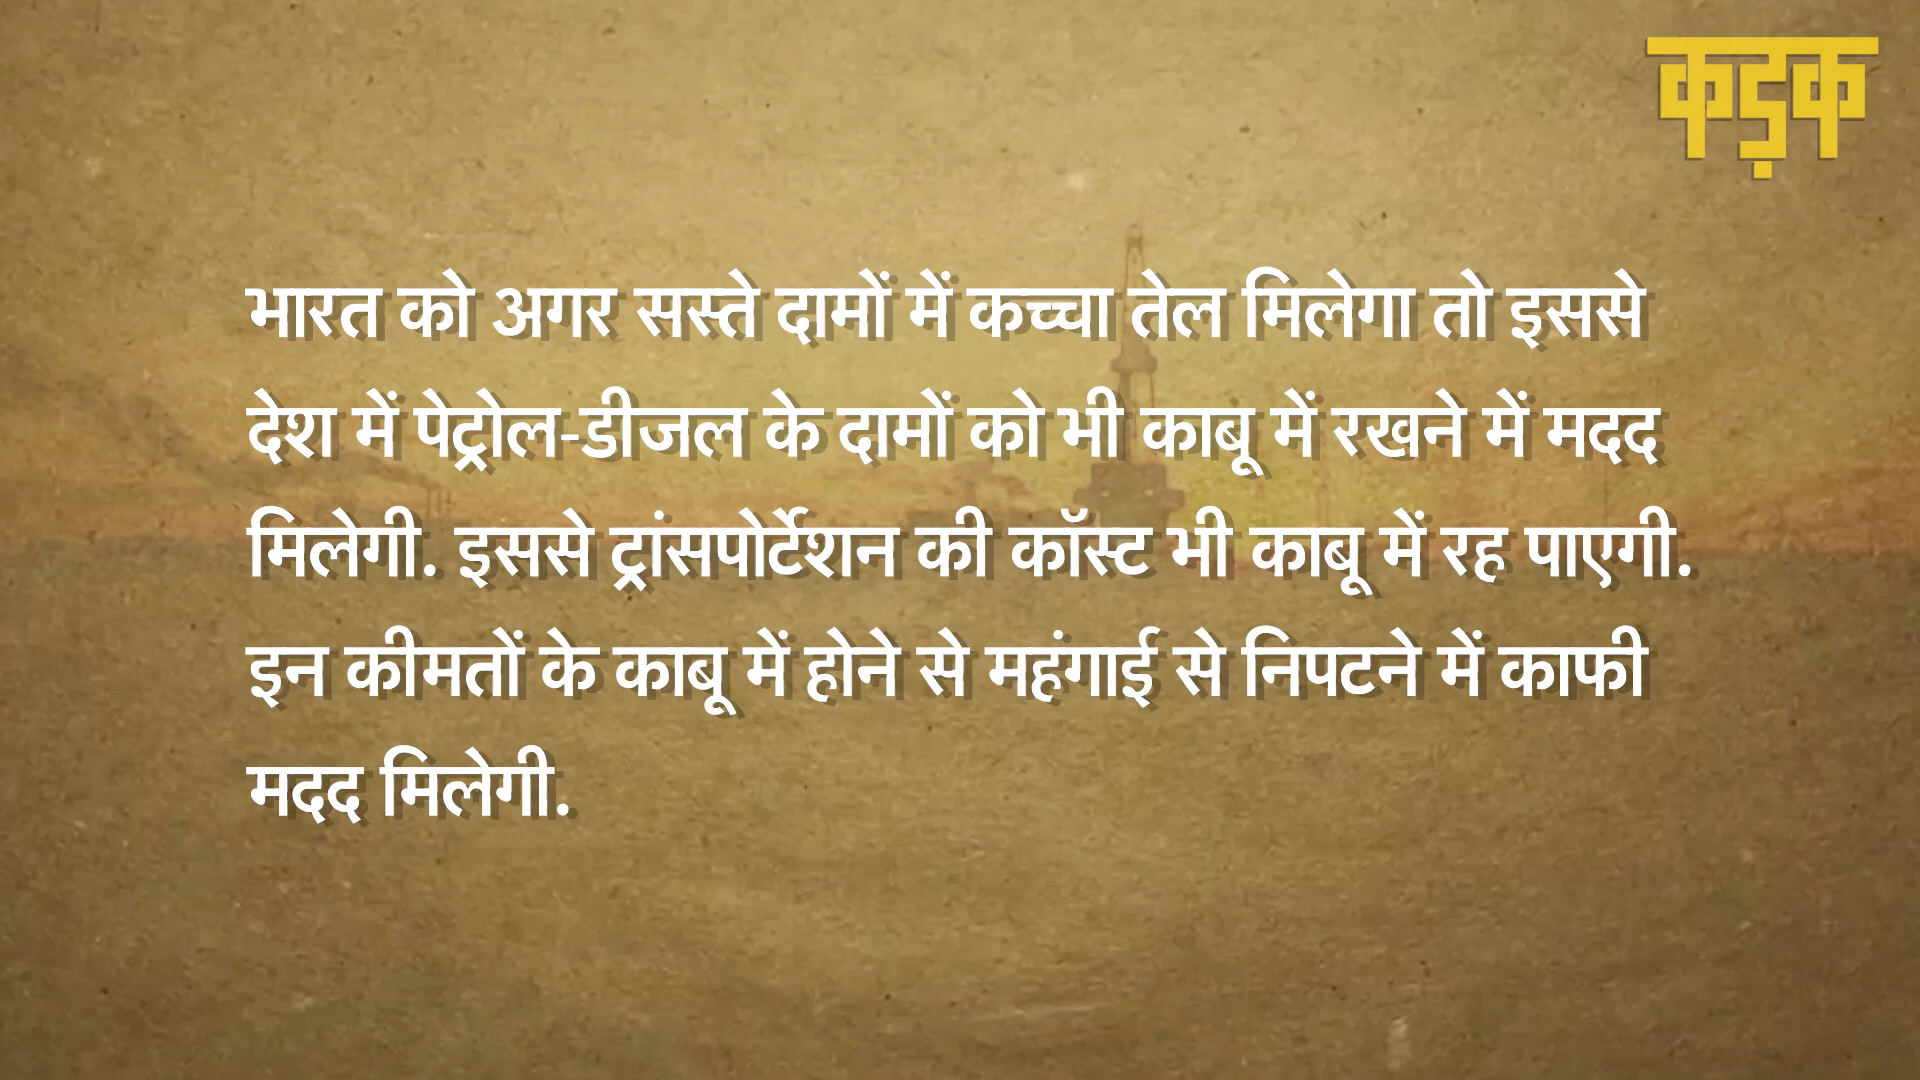 कड़क
भारत को अगर सस्ते दामों में कच्चा तेल मिलेगा तो इससे
देश में पेट्रोल-डीजल के दामों को भी काबू में रखने में मदद
मिलेगी. इससे ट्रांसपोर्टेशन की कॉस्ट भी काबू में रह पाएगी.
इन कीमतों के काबू में होने से महंगाई से निपटने में काफी
मदद मिलेगी.